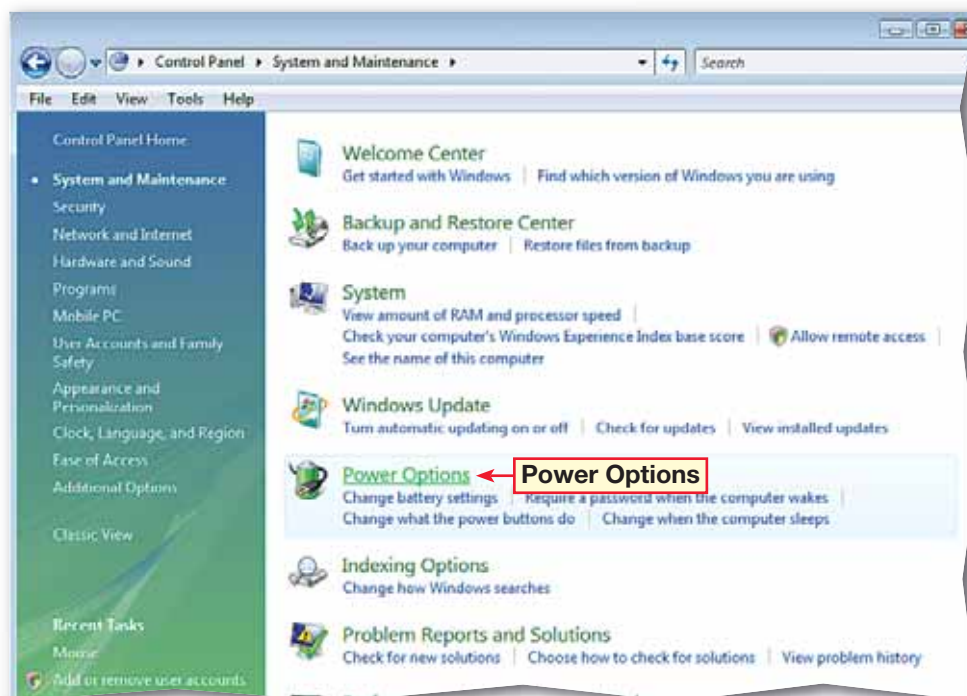 Control Panel ▸ System and Maintenance ▸
Search
File Edit View Tools Help
Control Panel Home
• System and Maintenance
Security
Network and Internet
Hardware and Sound
Programs
Mobile PC
User Accounts and Family
Safety
Appearance and
Personalization
Clock, Language, and Region
Ease of Access
Additional Options
Classic View
Recent Tasks
Mouse
Add or remove user accounts
Welcome Center
Get started with Windows | Find which version of Windows you are using
Backup and Restore Center
Back up your computer | Restore files from backup
System
View amount of RAM and processor speed |
Check your computer's Windows Experience Index base score | Allow remote access |
See the name of this computer
Windows Update
Turn automatic updating on or off | Check for updates | View installed updates
Power Options
Power Options
Change battery settings | Require a password when the computer wakes |
Change what the power buttons do | Change when the computer sleeps
Indexing Options
Change how Windows searches
Problem Reports and Solutions
Check for new solutions | Choose how to check for solutions | View problem history